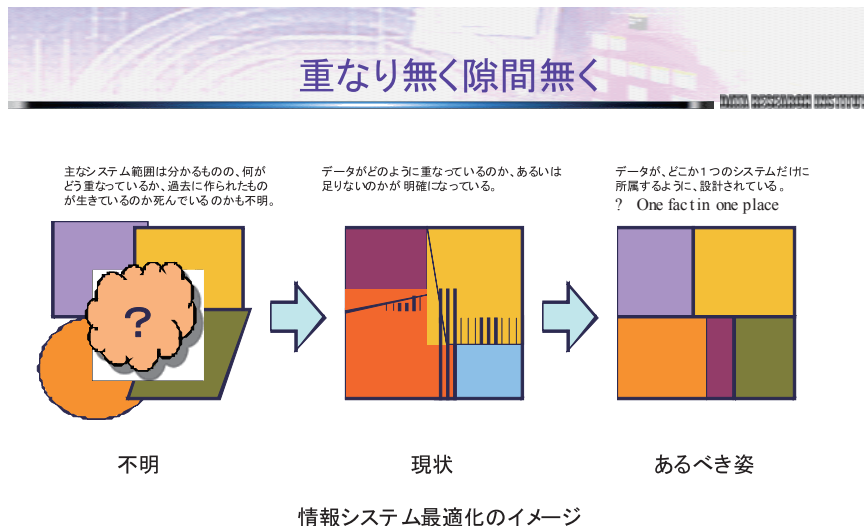 重なり無く隙間無く
DATA RESEARCH INSTITUT
主なシステム範囲は分かるものの、何が
どう重なっているか、過去に作られたもの
が生きているのか死んでいるのかも不明。
データがどのように重なっているのか、あるいは
足りないのかが 明確になっている。
データが、どこか１つのシステムだけに
所属するように、設計されている。
? One fact in one place
?
不明
現状
あるべき姿
情報システム最適化のイメージ